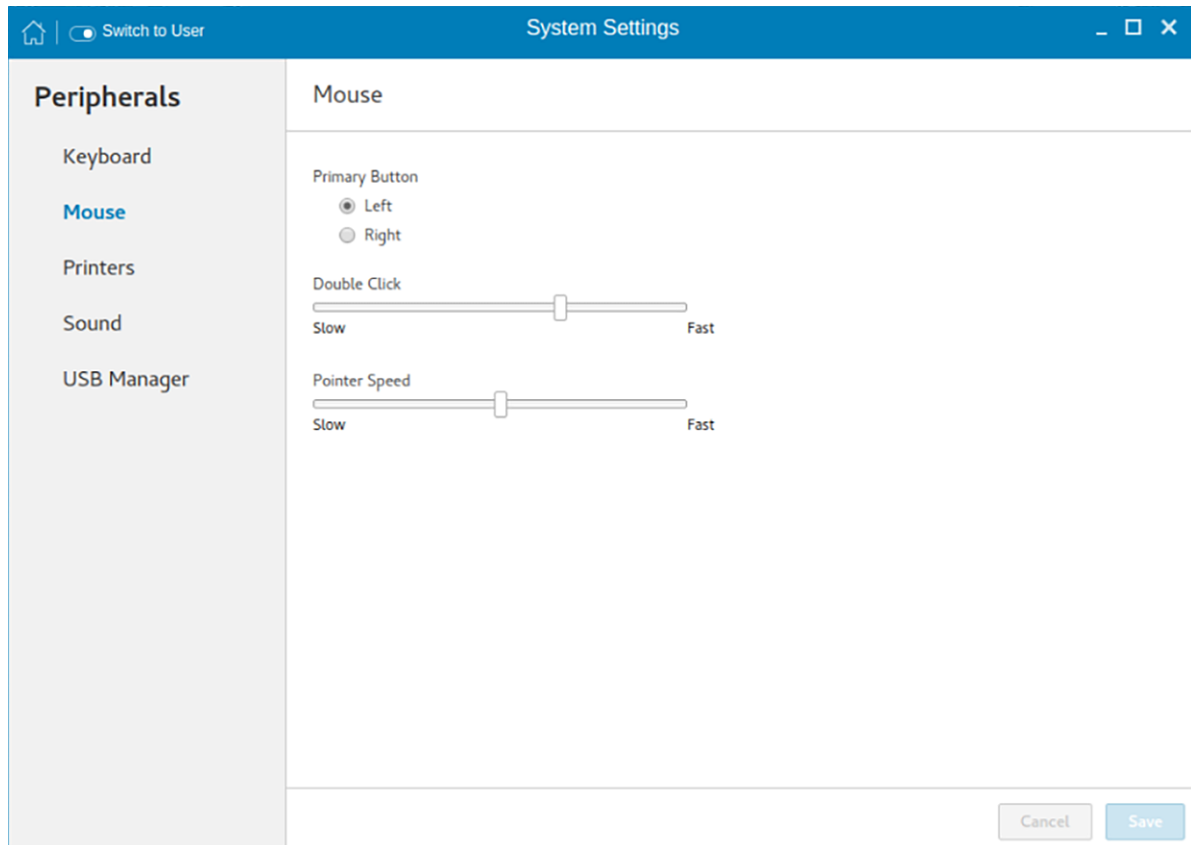 Switch to User
System Settings
Peripherals
Keyboard
Mouse
Printers
Sound
USB Manager
Mouse
Primary Button
Left
Right
Double Click
Slow Fast
Pointer Speed
Slow Fast
Cancel Save